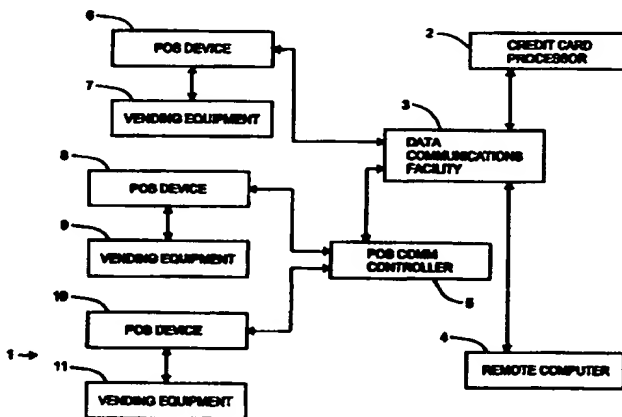 6
POS DEVICE
7
VENDING EQUIPMENT
8
POS DEVICE
9
VENDING EQUIPMENT
10
POS DEVICE
1
11
VENDING EQUIPMENT
2
CREDIT CARD
PROCESSOR
3
DATA
COMMUNICATIONS
FACILITY
POS COMM
CONTROLLER
5
4
REMOTE COMPUTER